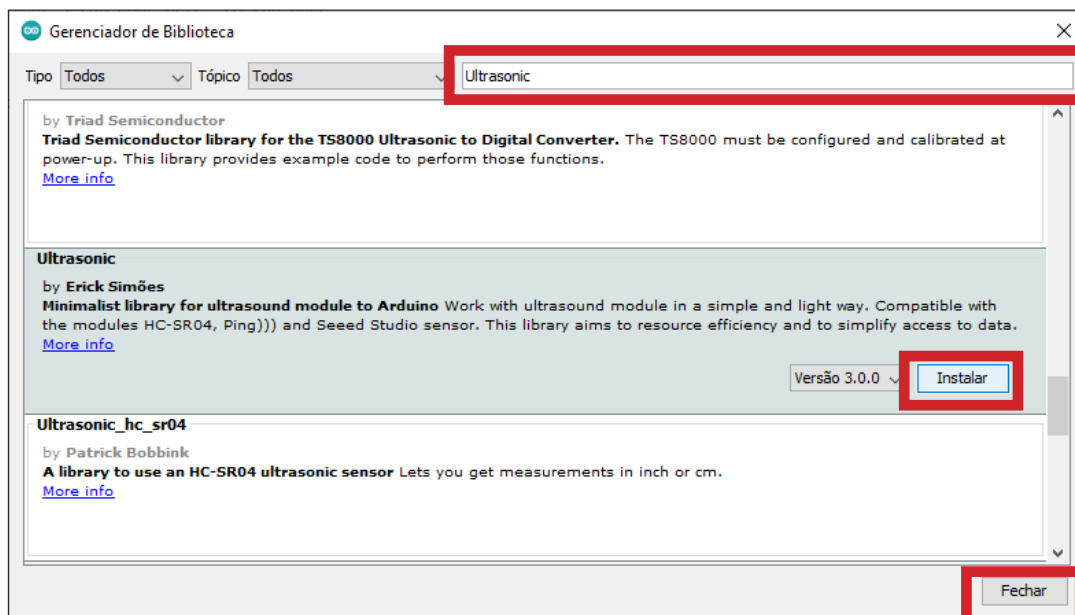 Gerenciador de Biblioteca
Tipo Todos Tópico Todos Ultrasonic
by Triad Semiconductor
Triad Semiconductor library for the TS8000 Ultrasonic to Digital Converter. The TS8000 must be configured and calibrated at
power-up. This library provides example code to perform those functions.
More info
Ultrasonic
by Erick Simões
Minimalist library for ultrasound module to Arduino Work with ultrasound module in a simple and light way. Compatible with
the modules HC-SR04, Ping))) and Seeed Studio sensor. This library aims to resource efficiency and to simplify access to data.
More info
Versão 3.0.0 Instalar
Ultrasonic_hc_sr04
by Patrick Bobbink
A library to use an HC-SR04 ultrasonic sensor Lets you get measurements in inch or cm.
More info
Fechar